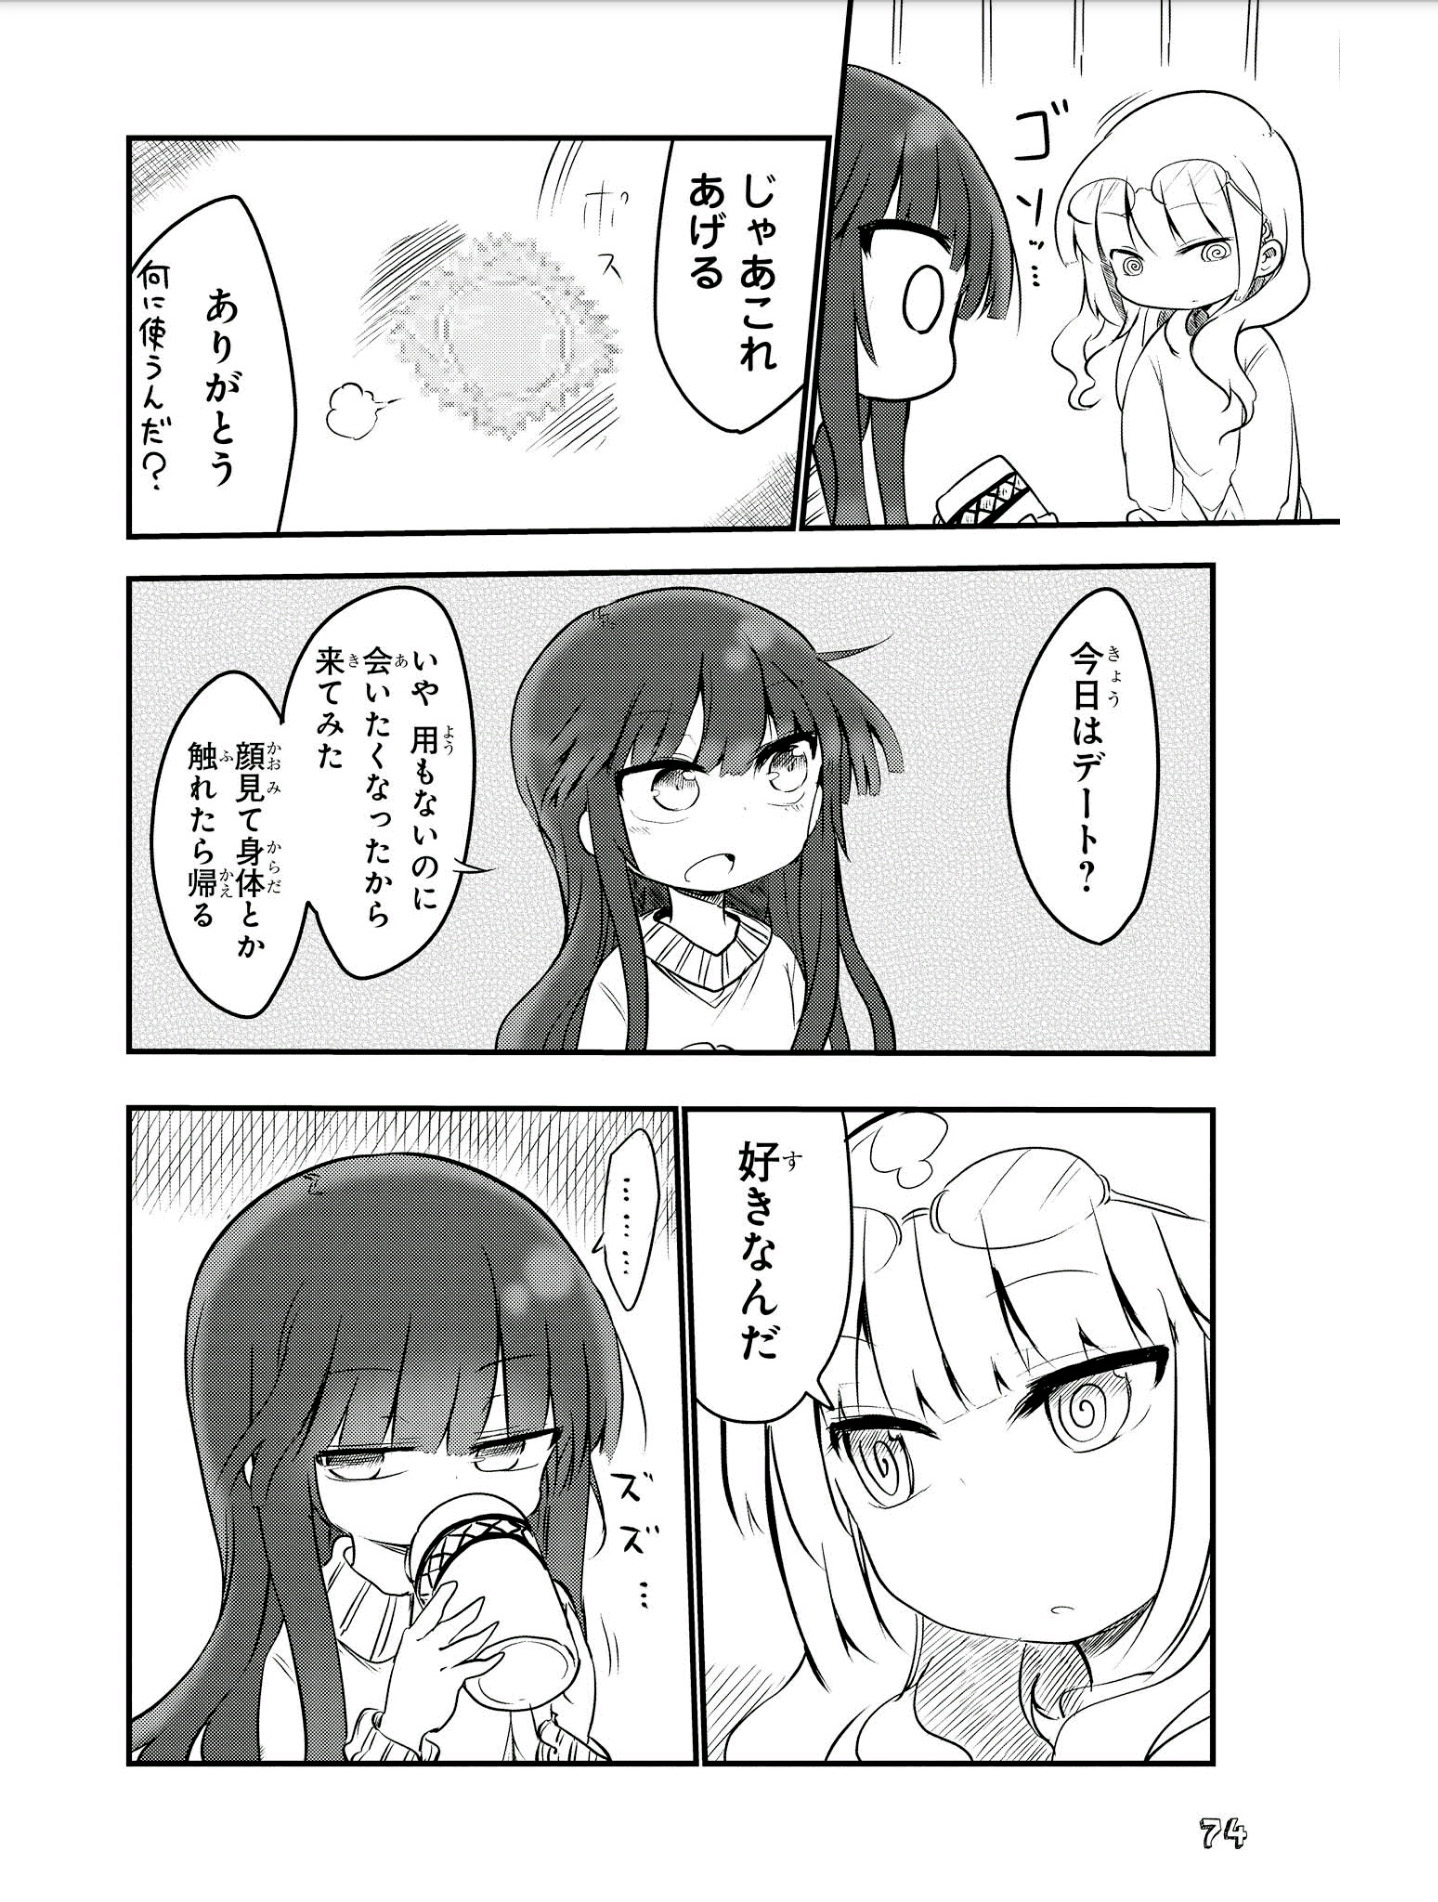 ゴソッ…
じゃあこれ
あげる
ポス
ありがとう
何に使うんだ?
今日はデート?
いや 用もないのに
会いたくなったから
来てみた
顔見て身体とか
触れたら帰る
好きなんだ
………
ズズ…
74